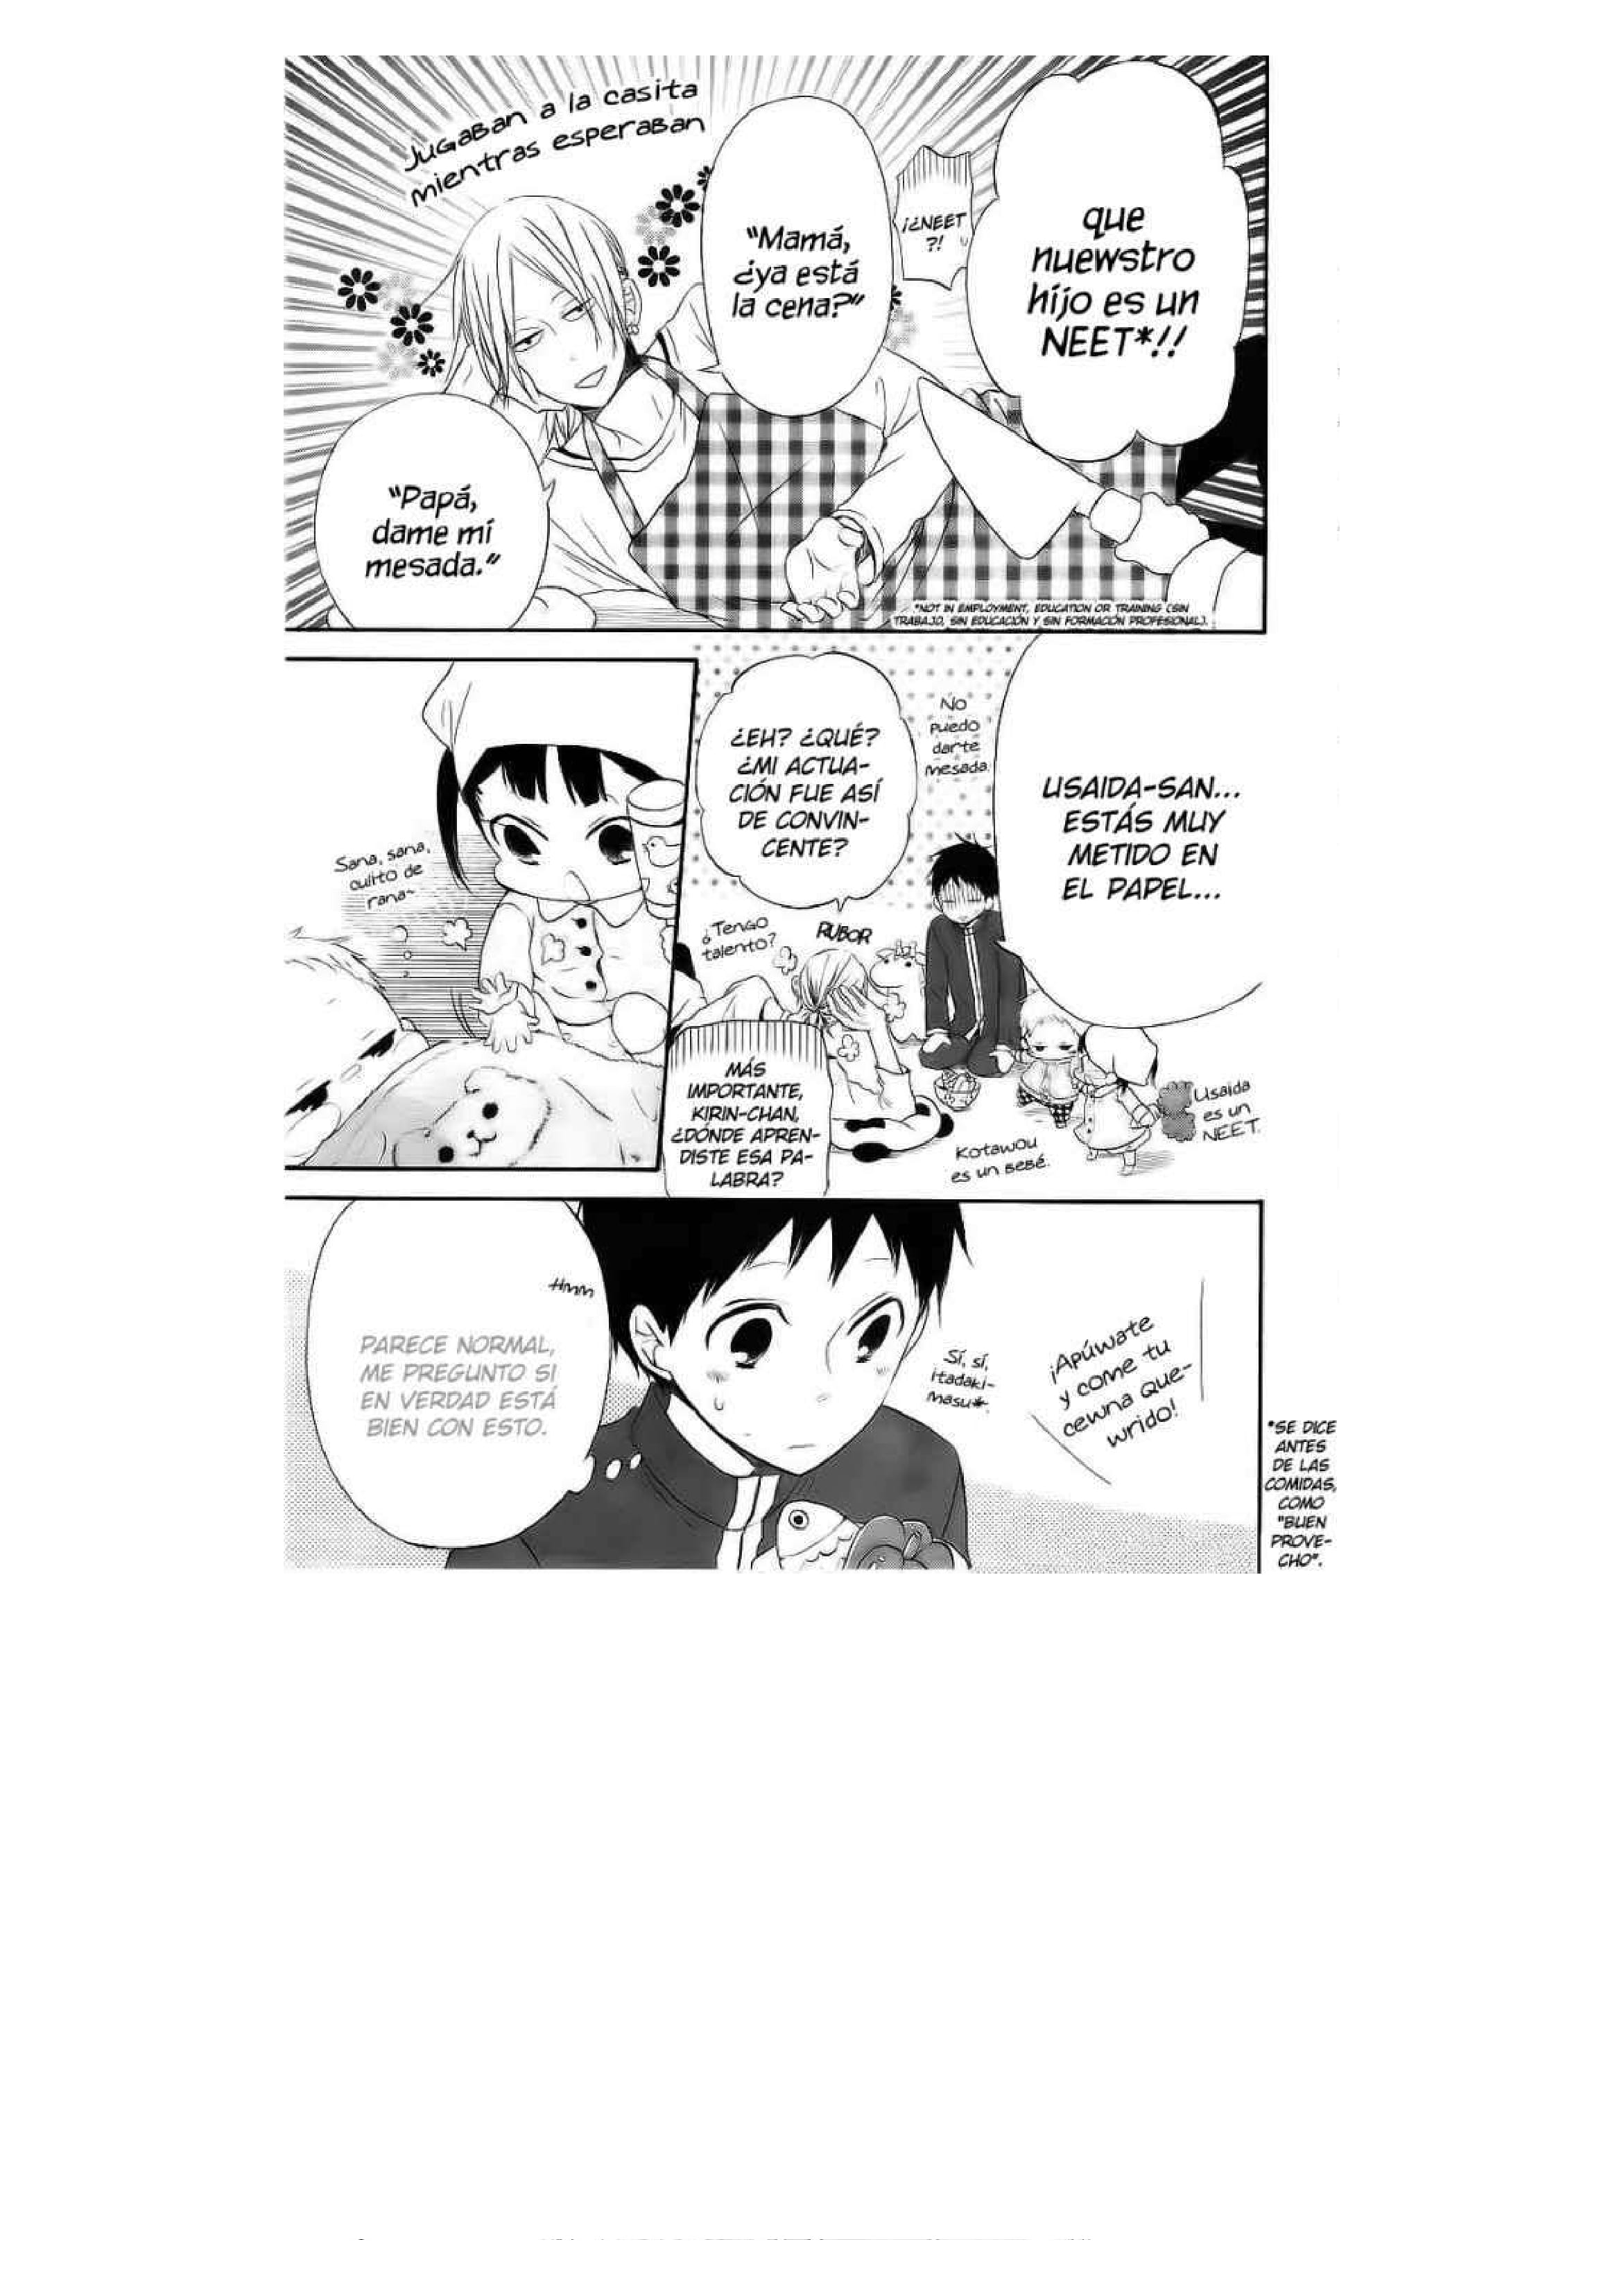 que
nuewstro
hijo es un
NEET*!!
¡¿NEET
?!
"Mamá,
¿ya está
la cena?"
Jugaban a la casita
mientras esperaban
"Papá,
dame mi
mesada."
*NOT IN EMPLOYMENT, EDUCATION OR TRAINING (SIN
TRABAJO, SIN EDUCACIÓN Y SIN FORMACIÓN PROFESIONAL).
USAIDA-SAN...
ESTÁS MUY
METIDO EN
EL PAPEL...
No
puedo
darte
mesada.
¿EH? ¿QUÉ?
¿MI ACTUA-
CIÓN FUE ASÍ
DE CONVIN-
CENTE?
RUBOR
¿Tengo
talento?
Usaida
es un
NEET.
Kotawou
es un bebé.
MÁS
IMPORTANTE,
KIRIN-CHAN,
¿DÓNDE APREN-
DISTE ESA PA-
LABRA?
Sana, sana,
culito de
rana~
¡Apúwate
y come tu
cewna que-
wrido!
Sí, sí,
itadaki-
masu*.
*SE DICE
ANTES
DE LAS
COMIDAS,
COMO
"BUEN
PROVE-
CHO".
Hmm
PARECE NORMAL,
ME PREGUNTO SI
EN VERDAD ESTÁ
BIEN CON ESTO.